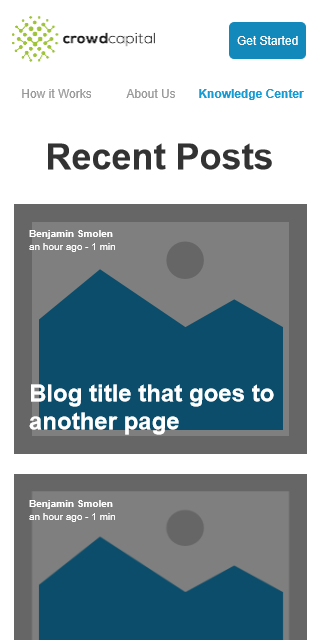 crowdcapital
Get Started
How it Works
About Us
Knowledge Center
Recent Posts
Benjamin Smolen
an hour ago - 1 min
Blog title that goes to
another page
Benjamin Smolen
an hour ago - 1 min